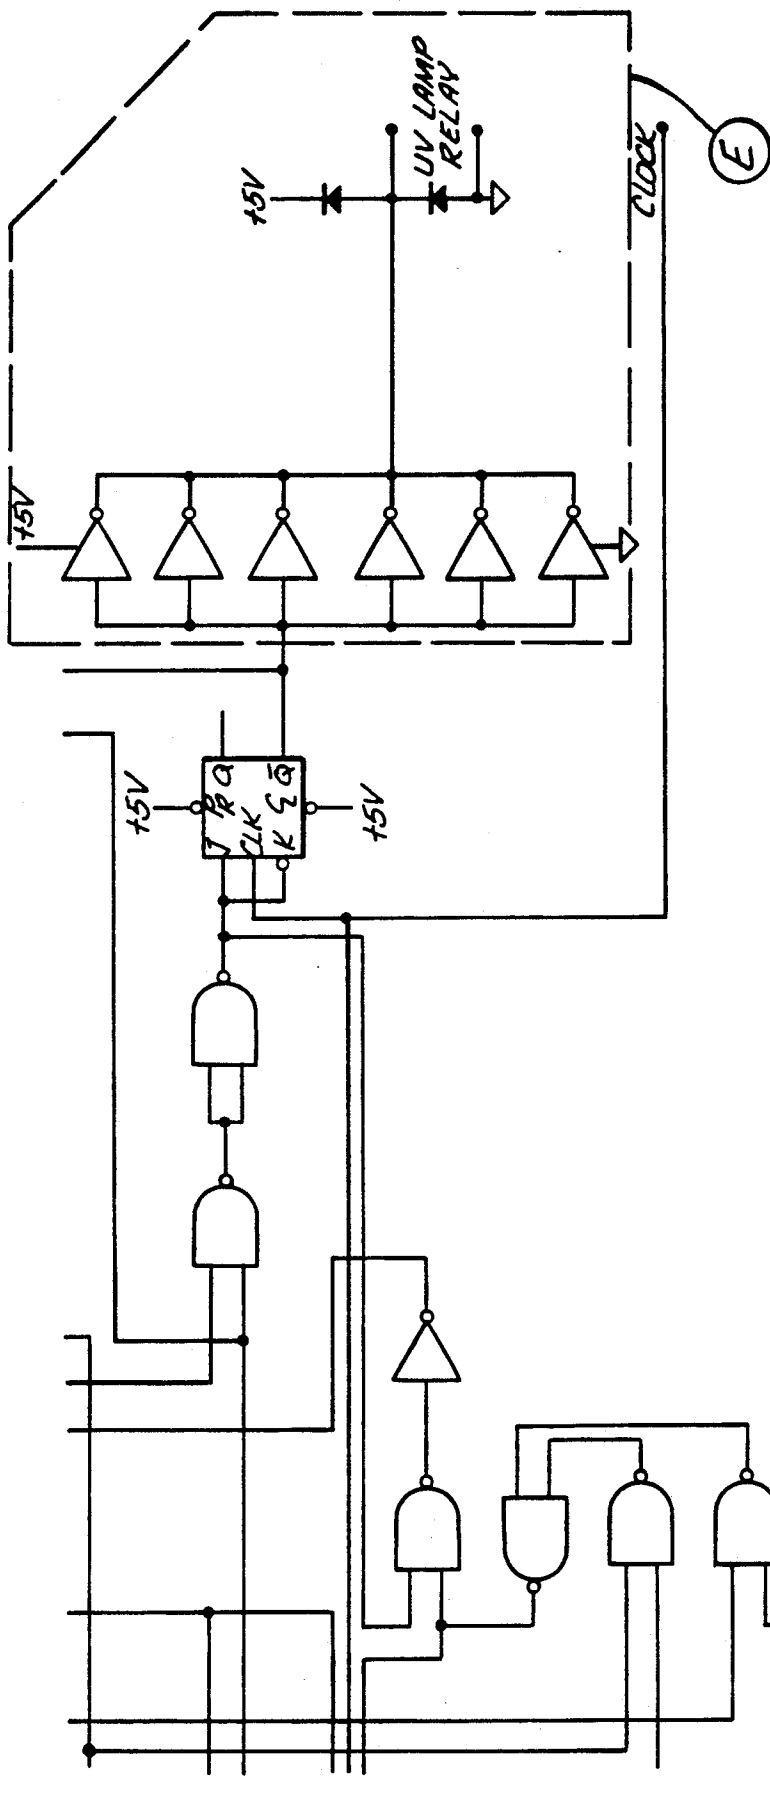 +5V
UV LAMP
RELAY
CLOCK
E
+5V
+5V
PR
Q
J
CLK
K
CL
Q̅
+5V